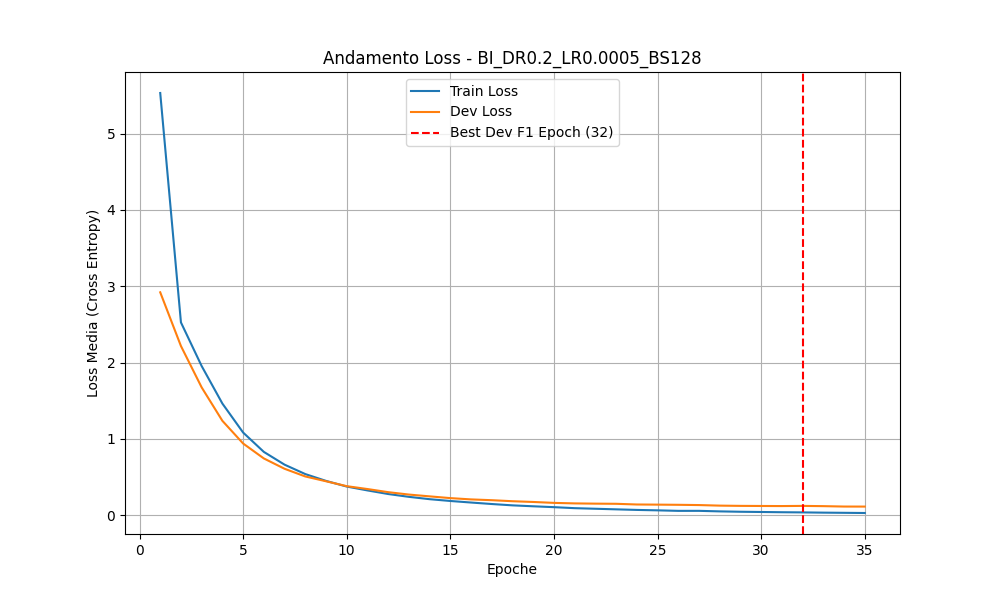 Andamento Loss - BI_DR0.2_LR0.0005_BS128
Train Loss
Dev Loss
Best Dev F1 Epoch (32)
Loss Media (Cross Entropy)
5
4
3
2
1
0
0 5 10 15 20 25 30 35
Epoche